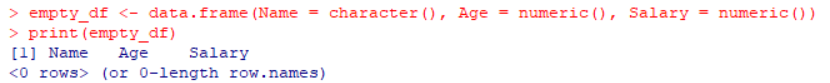 > empty_df <- data.frame(Name = character(), Age = numeric(), Salary = numeric())
> print(empty_df)
[1] Name   Age    Salary
<0 rows> (or 0-length row.names)